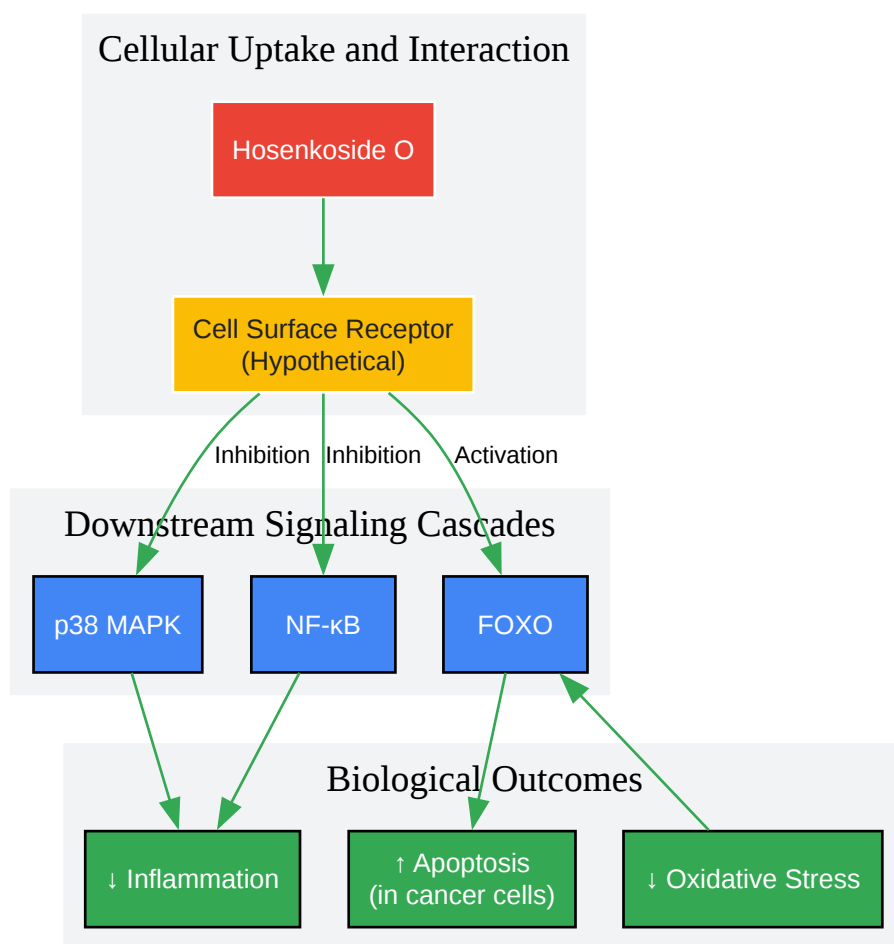 Cellular Uptake and Interaction
Hosenkoside O
Cell Surface Receptor
(Hypothetical)
Inhibition
Inhibition
Activation
Downstream Signaling Cascades
p38 MAPK
NF-κB
FOXO
Biological Outcomes
↓ Inflammation
↑ Apoptosis
(in cancer cells)
↓ Oxidative Stress